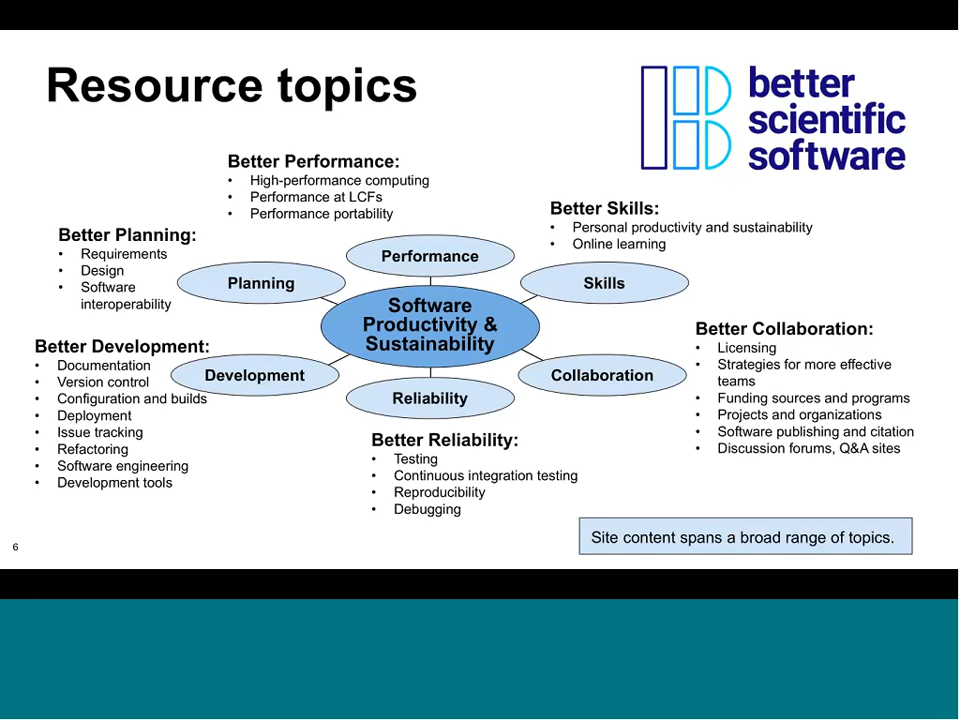 Resource topics
better
scientific
software
Better Performance:
• High-performance computing
• Performance at LCFs
• Performance portability
Better Skills:
• Personal productivity and sustainability
• Online learning
Better Planning:
• Requirements
• Design
• Software
interoperability
Performance
Planning
Skills
Software
Productivity &
Sustainability
Better Collaboration:
• Licensing
• Strategies for more effective
teams
• Funding sources and programs
• Projects and organizations
• Software publishing and citation
• Discussion forums, Q&A sites
Better Development:
• Documentation
• Version control
• Configuration and builds
• Deployment
• Issue tracking
• Refactoring
• Software engineering
• Development tools
Development
Collaboration
Reliability
Better Reliability:
• Testing
• Continuous integration testing
• Reproducibility
• Debugging
Site content spans a broad range of topics.
6